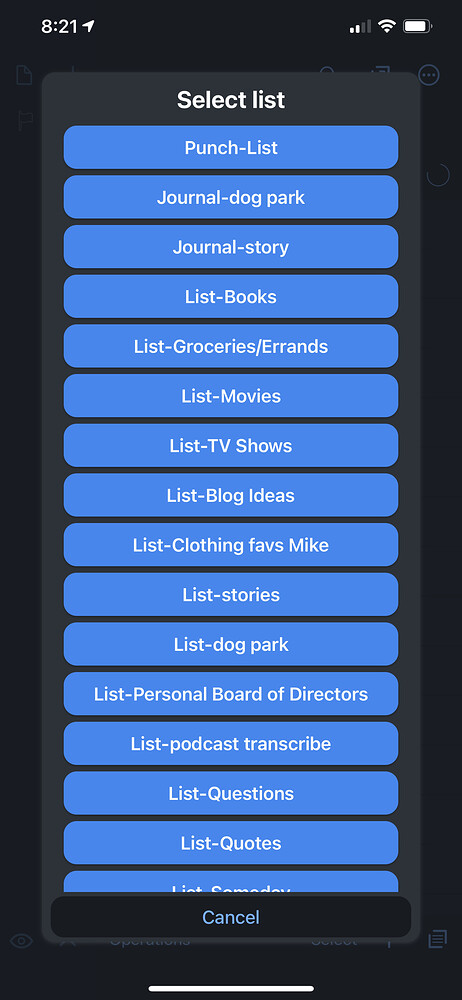 8:21
Select list
Punch-List
Journal-dog park
Journal-story
List-Books
List-Groceries/Errands
List-Movies
List-TV Shows
List-Blog Ideas
List-Clothing favs Mike
List-stories
List-dog park
List-Personal Board of Directors
List-podcast transcribe
List-Questions
List-Quotes
List-Someday
Cancel
Operations
Select